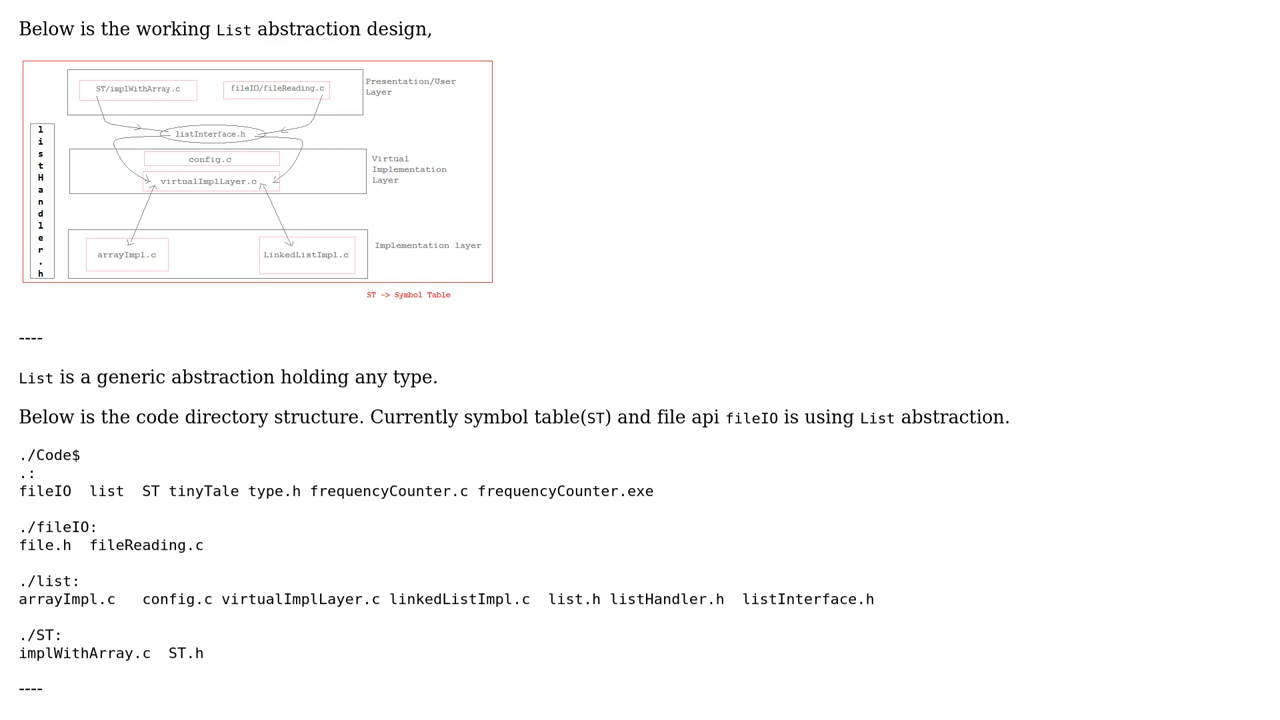 Below is the working List abstraction design,
ST/implWithArray.c
fileIO/fileReading.c
Presentation/User
Layer
listInterface.h
listHandler.h
config.c
virtualImplLayer.c
Virtual
Implementation
Layer
arrayImpl.c
LinkedListImpl.c
Implementation layer
ST -> Symbol Table
----
List is a generic abstraction holding any type.
Below is the code directory structure. Currently symbol table(ST) and file api fileIO is using List abstraction.
./Code$
.:
fileIO  list  ST tinyTale type.h frequencyCounter.c frequencyCounter.exe
./fileIO:
file.h  fileReading.c
./list:
arrayImpl.c   config.c virtualImplLayer.c linkedListImpl.c  list.h listHandler.h  listInterface.h
./ST:
implWithArray.c  ST.h
----